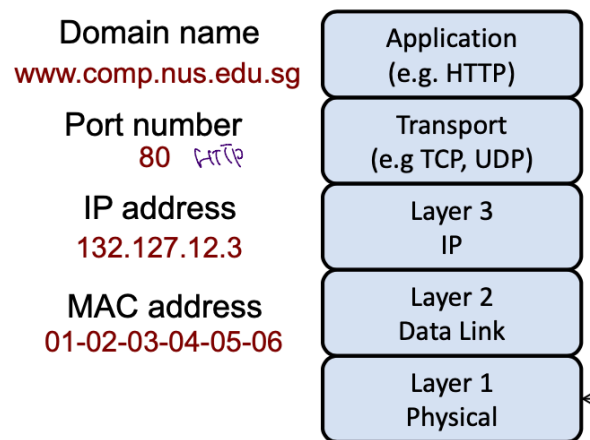 Domain name
www.comp.nus.edu.sg
Port number
80 HTTP
IP address
132.127.12.3
MAC address
01-02-03-04-05-06
Application
(e.g. HTTP)
Transport
(e.g TCP, UDP)
Layer 3
IP
Layer 2
Data Link
Layer 1
Physical